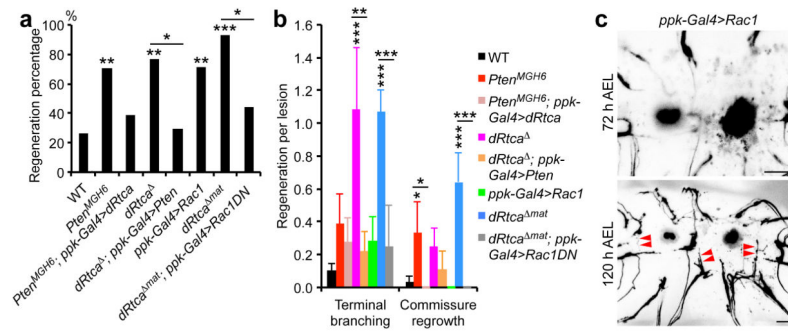 a
Regeneration percentage
100
80
60
40
20
0
**
**
*
**
***
*
WT
Pten^MGH6
Pten^MGH6; ppk-Gal4>dRtca
dRtca^Δ
dRtca^Δ; ppk-Gal4>Pten
ppk-Gal4>Rac1
dRtca^Δmat
dRtca^Δmat; ppk-Gal4>Rac1DN
b
Regeneration per lesion
1.6
1.4
1.2
1.0
0.8
0.6
0.4
0.2
0.0
***
**
***
***
*
*
***
***
Terminal
branching
Commissure
regrowth
WT
Pten^MGH6
Pten^MGH6; ppk-
Gal4>dRtca
dRtca^Δ
dRtca^Δ; ppk-
Gal4>Pten
ppk-Gal4>Rac1
dRtca^Δmat
dRtca^Δmat; ppk-
Gal4>Rac1DN
c
ppk-Gal4>Rac1
72 h AEL
120 h AEL